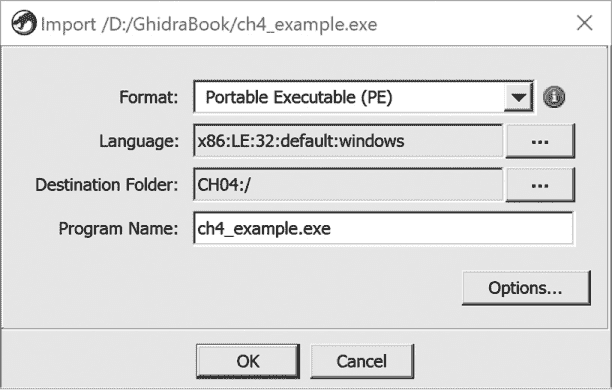 Import /D:/GhidraBook/ch4_example.exe
Format: Portable Executable (PE)
Language: x86:LE:32:default:windows ...
Destination Folder: CH04:/ ...
Program Name: ch4_example.exe
Options...
OK Cancel